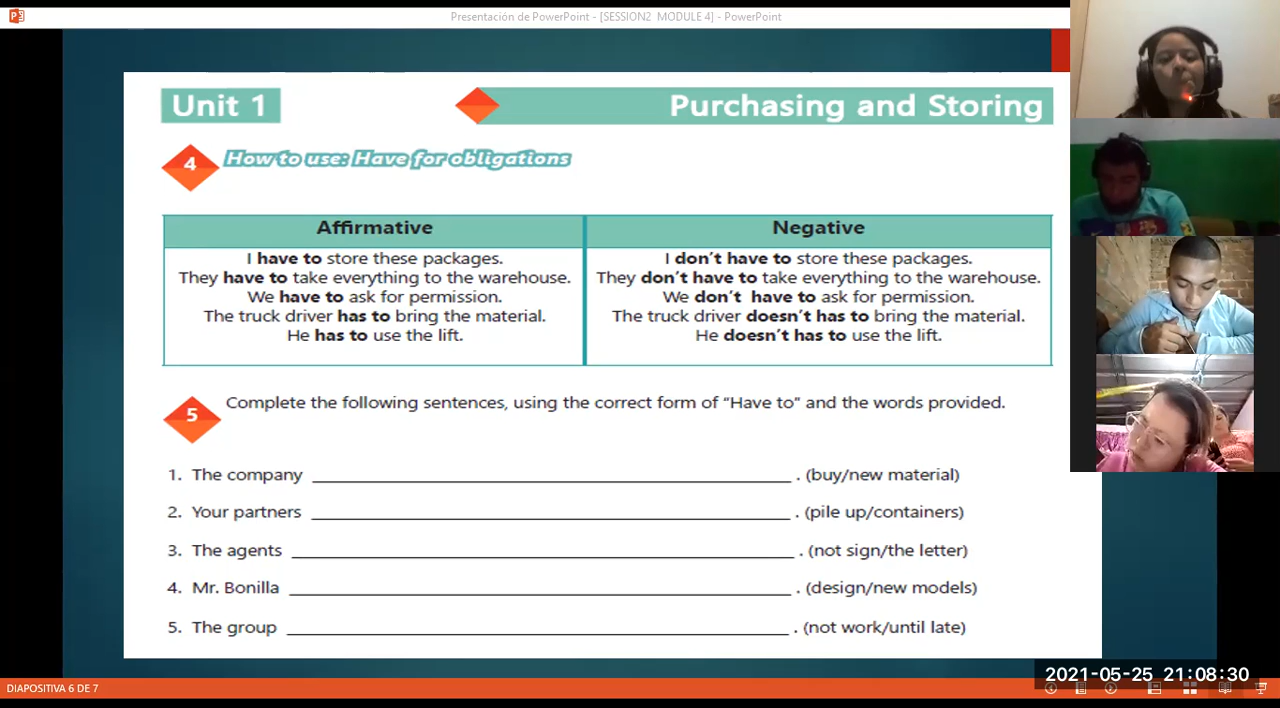 Presentación de PowerPoint - [SESSION2 MODULE 4] - PowerPoint
Unit 1
Purchasing and Storing
4
How to use: Have for obligations
Affirmative
Negative
I have to store these packages.
They have to take everything to the warehouse.
We have to ask for permission.
The truck driver has to bring the material.
He has to use the lift.
I don't have to store these packages.
They don't have to take everything to the warehouse.
We don't have to ask for permission.
The truck driver doesn't has to bring the material.
He doesn't has to use the lift.
5
Complete the following sentences, using the correct form of "Have to" and the words provided.
1. The company ______ . (buy/new material)
2. Your partners ______ . (pile up/containers)
3. The agents ______ . (not sign/the letter)
4. Mr. Bonilla ______ . (design/new models)
5. The group ______ . (not work/until late)
2021-05-25 21:08:30
DIAPOSITIVA 6 DE 7